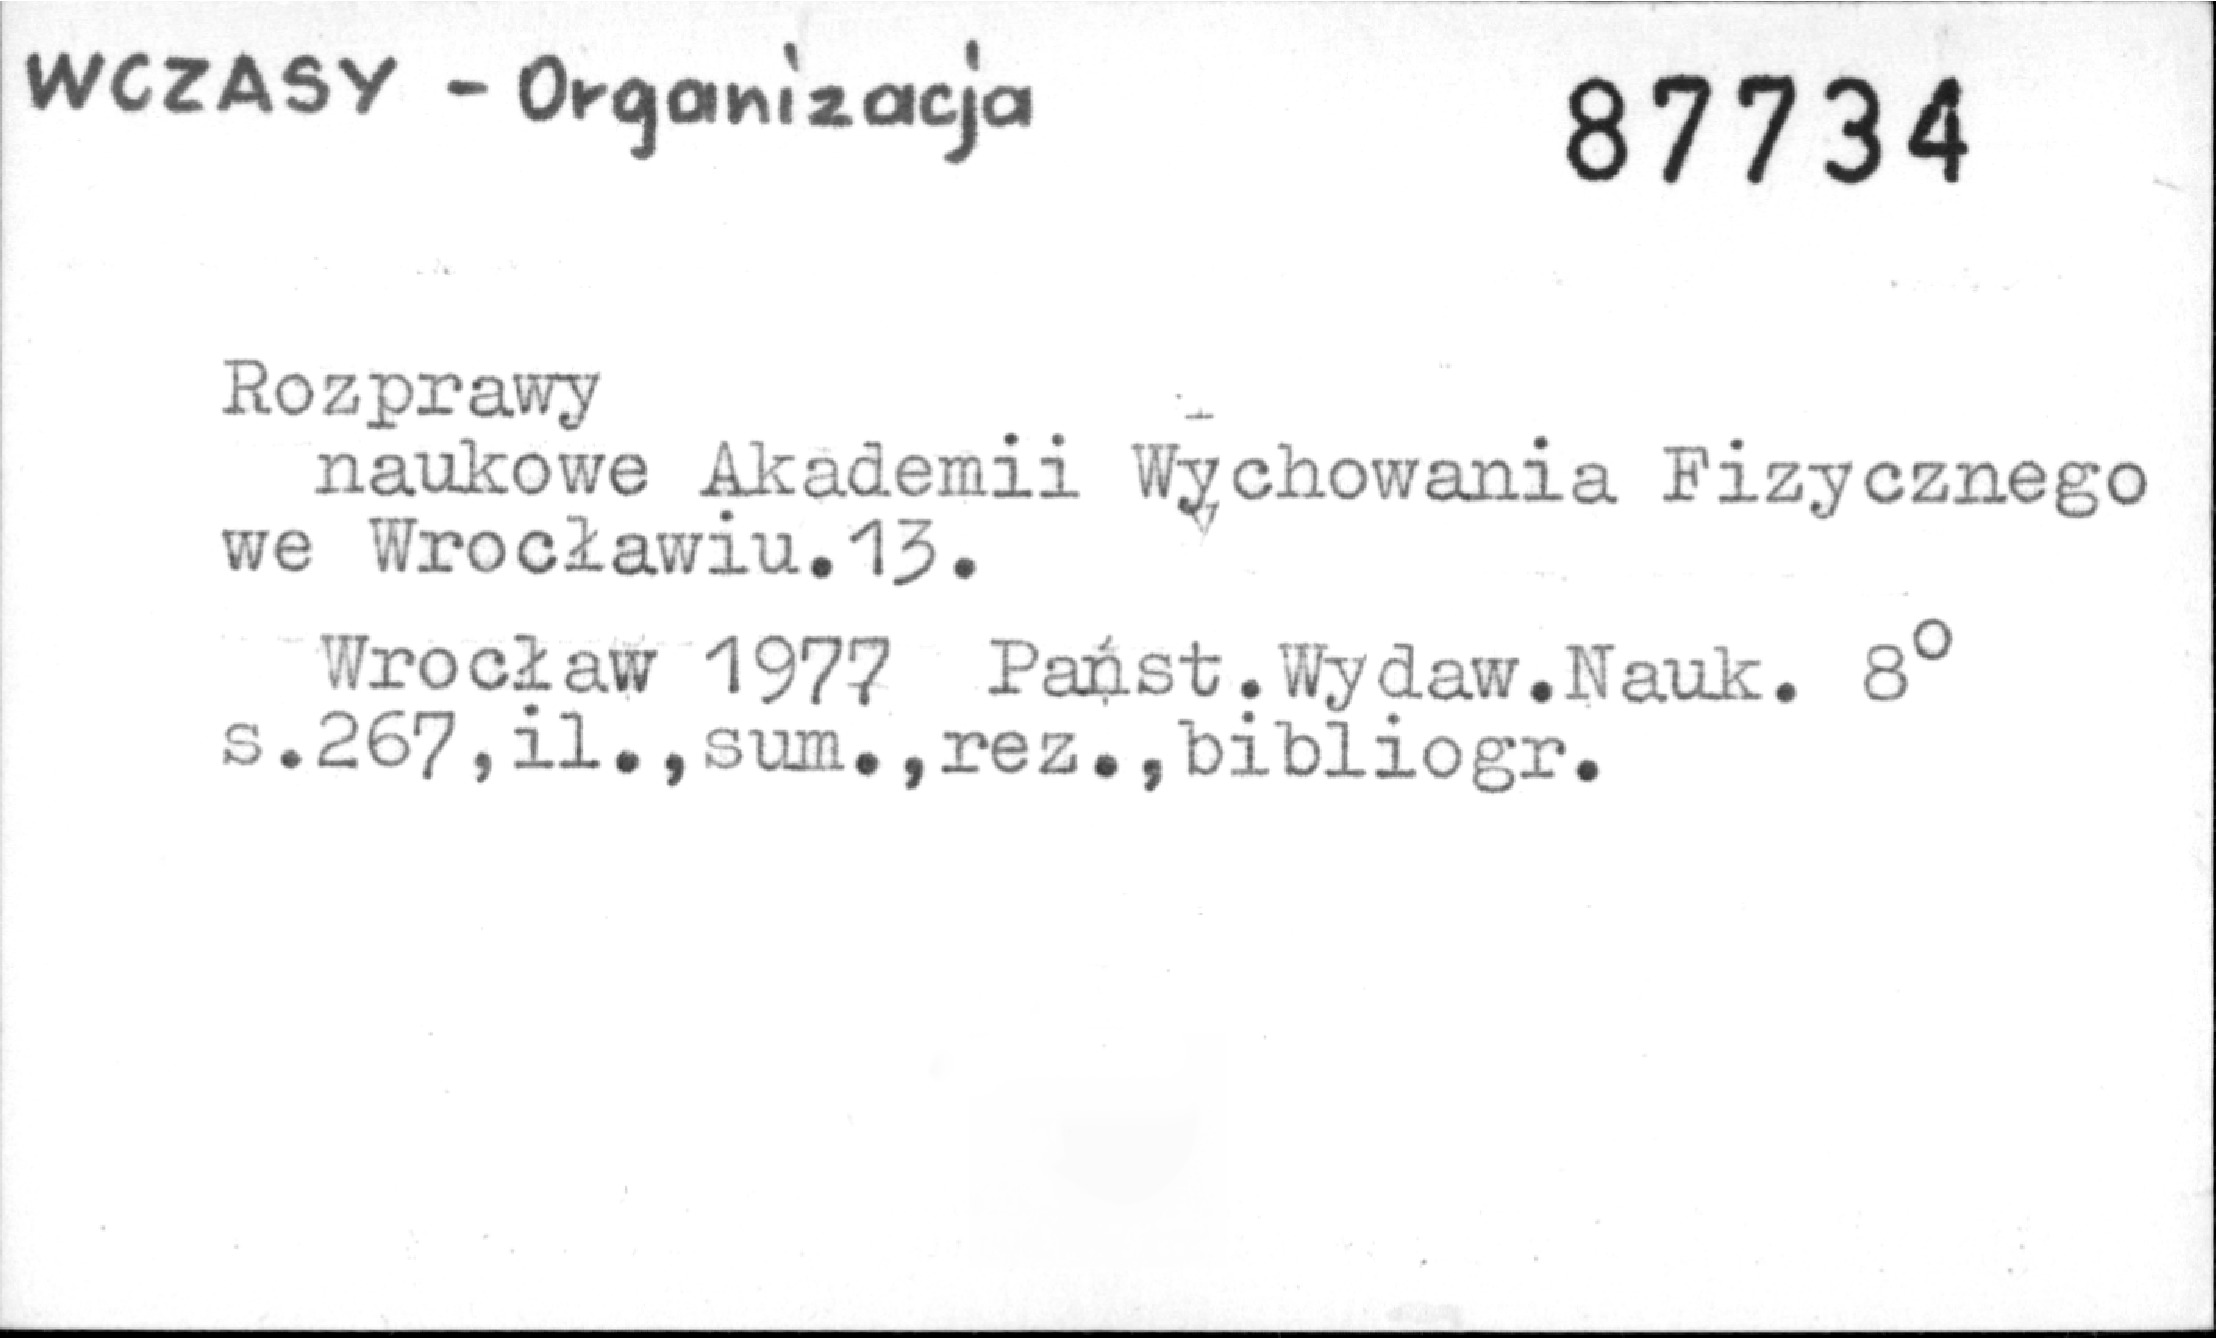 WCZASY - Organizacja
87734
Rozprawy
naukowe Akademii Wychowania Fizycznego
we Wrocławiu.13.
Wrocław 1977 Państ.Wydaw.Nauk. 8°
s.267,il.,sum.,rez.,bibliogr.